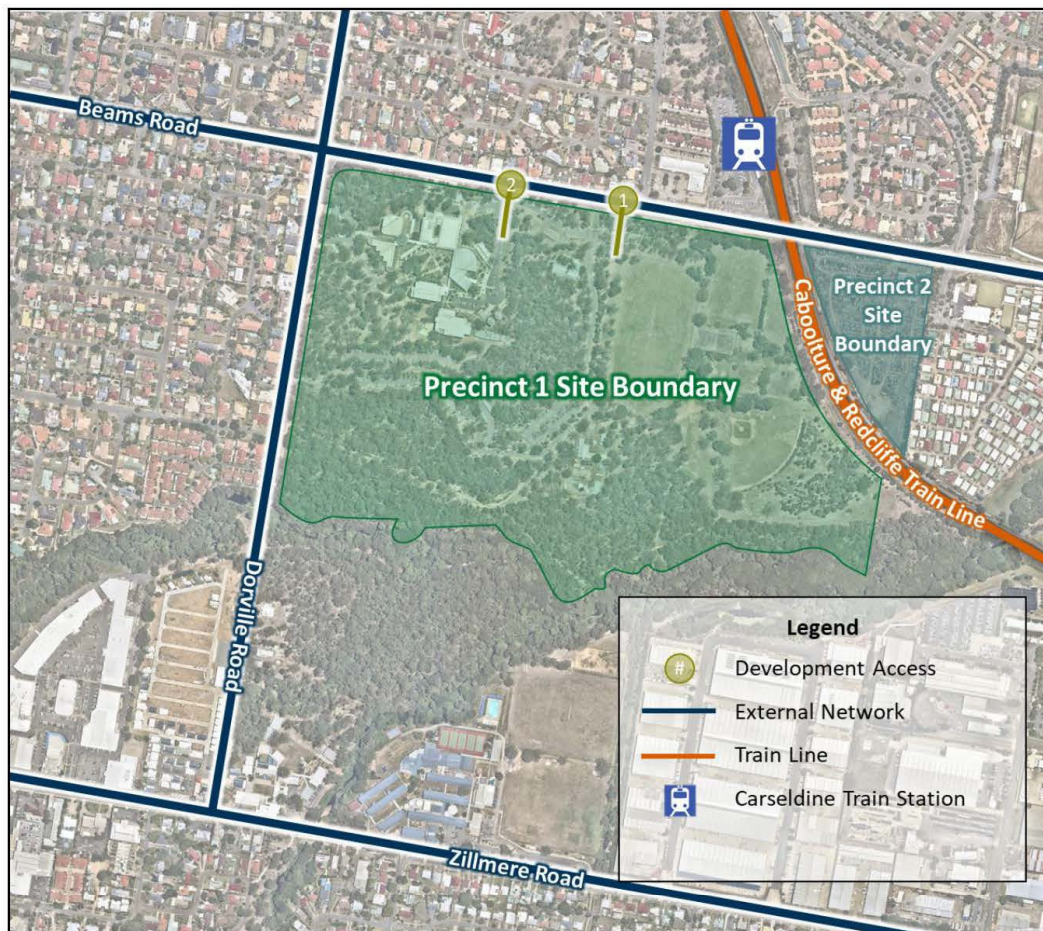 Beams Road
2
1
Precinct 2
Site
Boundary
Caboolture & Redcliffe Train Line
Precinct 1 Site Boundary
Dorville Road
Zillmere Road
Legend
# Development Access
External Network
Train Line
Carseldine Train Station